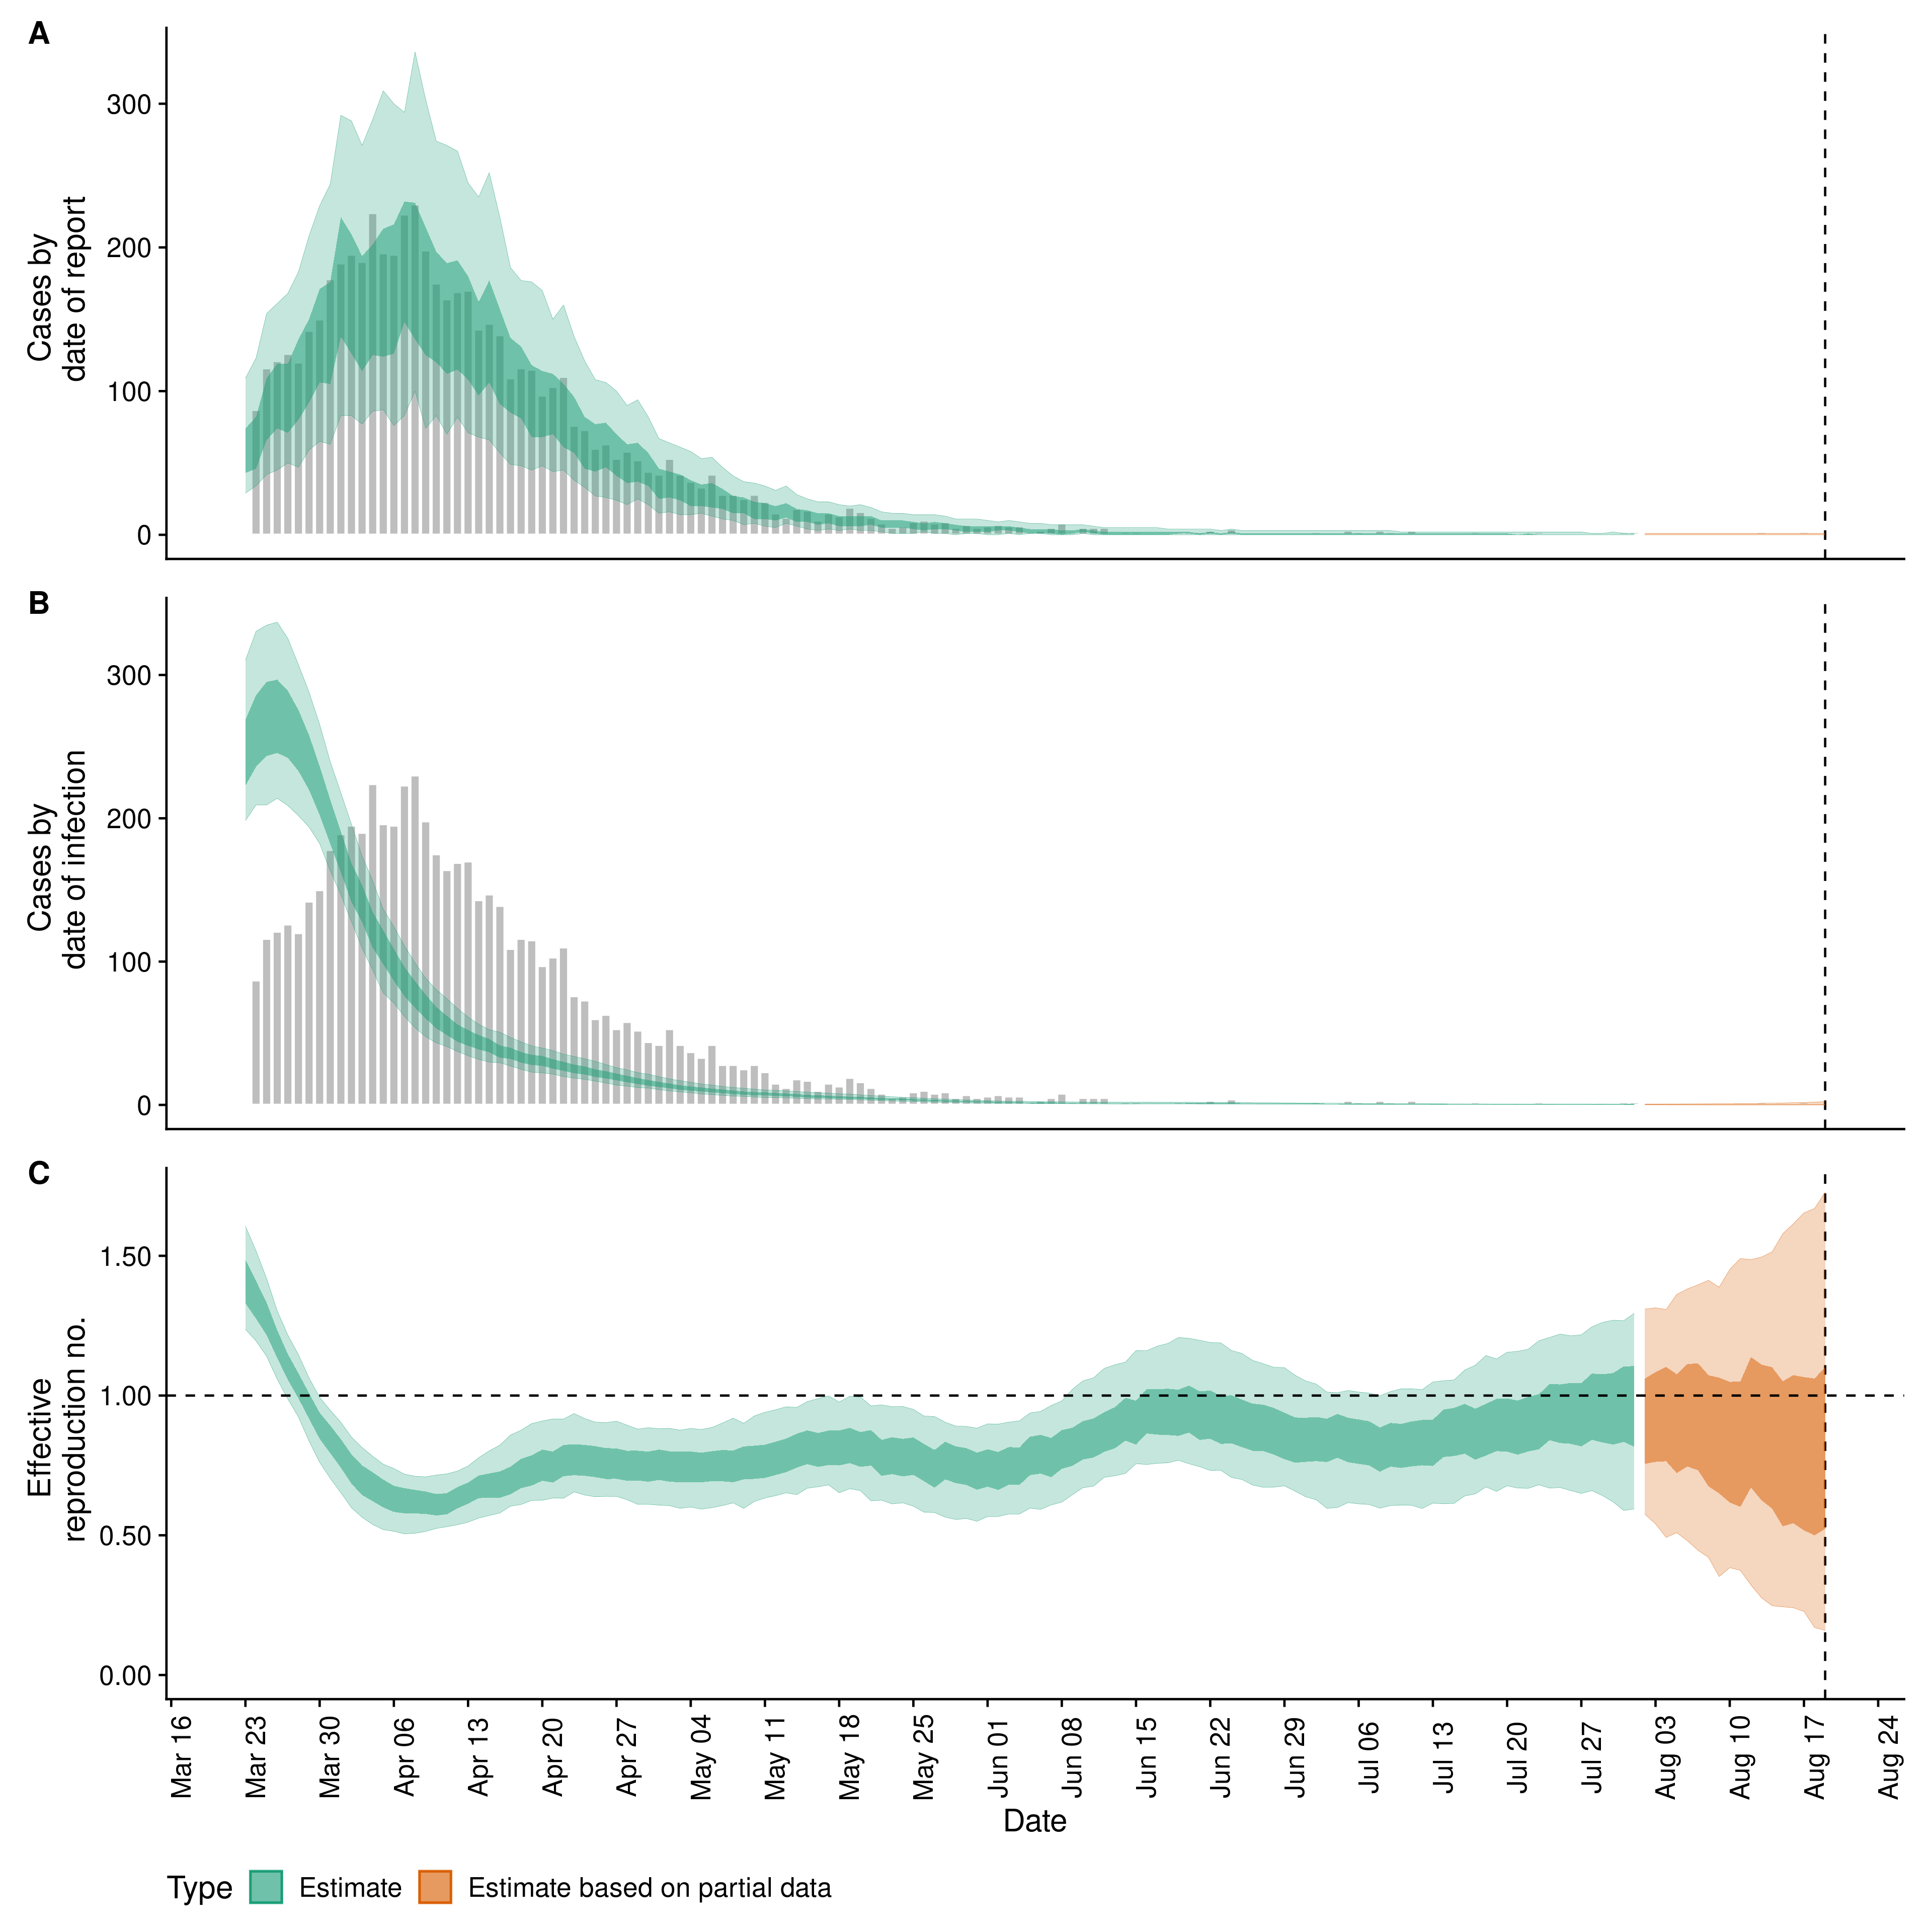 A
Cases by
date of report
300
200
100
0
B
Cases by
date of infection
300
200
100
0
C
Effective
reproduction no.
1.50
1.00
0.50
0.00
Mar 16
Mar 23
Mar 30
Apr 06
Apr 13
Apr 20
Apr 27
May 04
May 11
May 18
May 25
Jun 01
Jun 08
Jun 15
Jun 22
Jun 29
Jul 06
Jul 13
Jul 20
Jul 27
Aug 03
Aug 10
Aug 17
Aug 24
Date
Type Estimate Estimate based on partial data